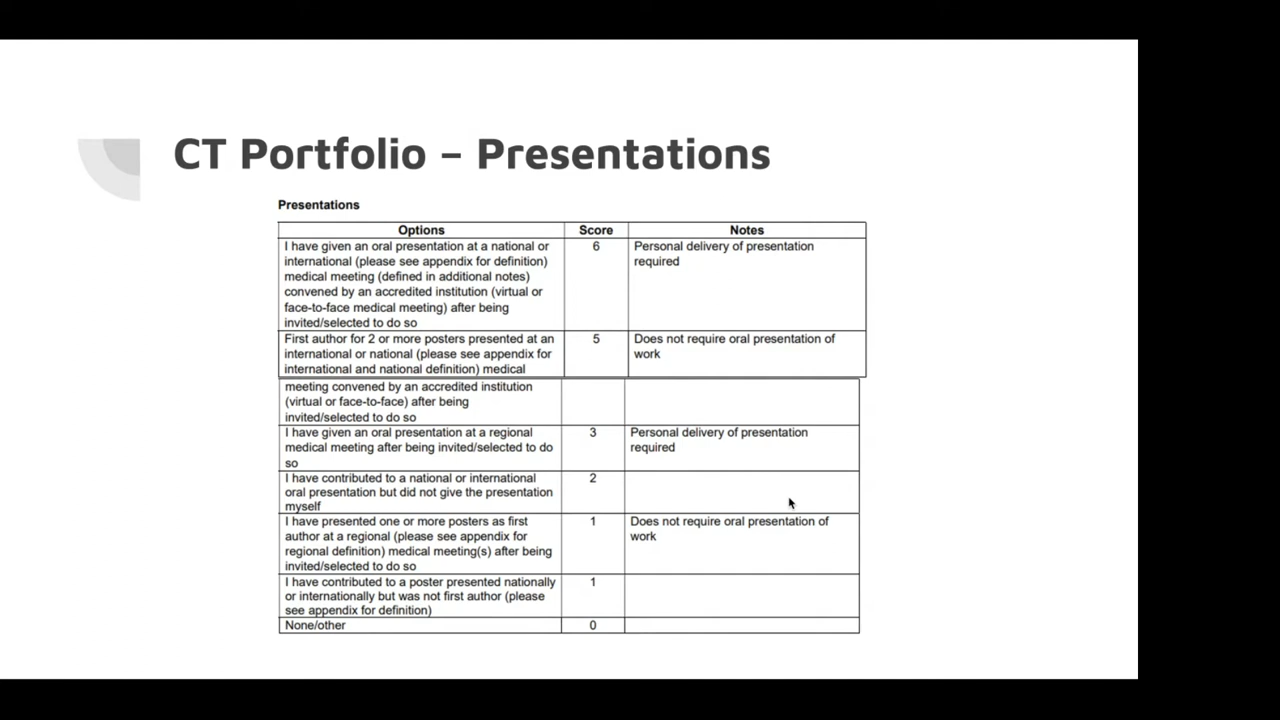 CT Portfolio – Presentations
Presentations
Options Score Notes
I have given an oral presentation at a national or 6 Personal delivery of presentation
international (please see appendix for definition) required
medical meeting (defined in additional notes)
convened by an accredited institution (virtual or
face-to-face medical meeting) after being
invited/selected to do so
First author for 2 or more posters presented at an 5 Does not require oral presentation of
international or national (please see appendix for work
international and national definition) medical
meeting convened by an accredited institution
(virtual or face-to-face) after being
invited/selected to do so
I have given an oral presentation at a regional 3 Personal delivery of presentation
medical meeting after being invited/selected to do required
so
I have contributed to a national or international 2
oral presentation but did not give the presentation
myself
I have presented one or more posters as first 1 Does not require oral presentation of
author at a regional (please see appendix for work
regional definition) medical meeting(s) after being
invited/selected to do so
I have contributed to a poster presented nationally 1
or internationally but was not first author (please
see appendix for definition)
None/other 0